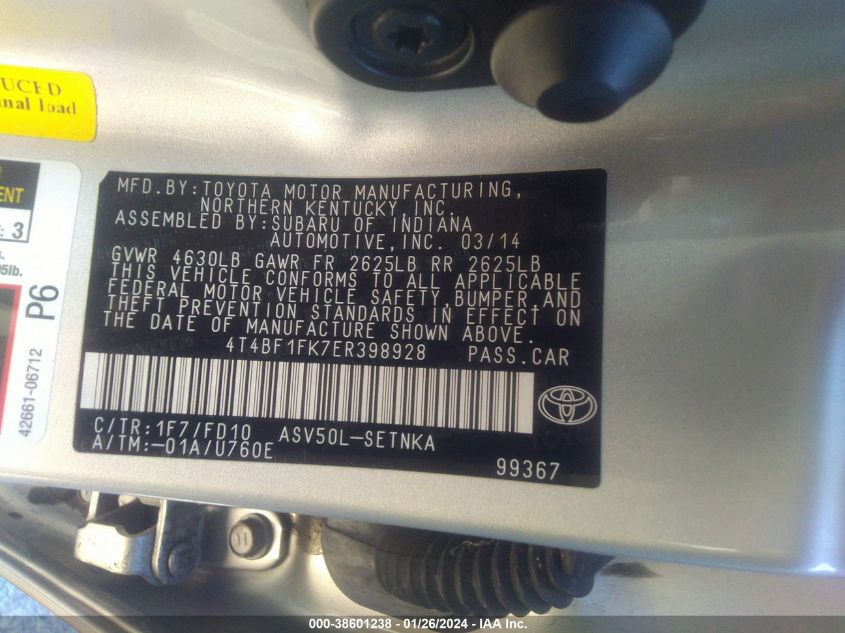 UCED
nal load
ENT
3
s.
5lb.
P6
42661-06712
MFD.BY:TOYOTA MOTOR MANUFACTURING,
NORTHERN KENTUCKY,INC.
ASSEMBLED BY:SUBARU OF INDIANA
AUTOMOTIVE,INC. 03/14
GVWR 4630LB GAWR FR 2625LB RR 2625LB
THIS VEHICLE CONFORMS TO ALL APPLICABLE
FEDERAL MOTOR VEHICLE SAFETY,BUMPER,AND
THEFT PREVENTION STANDARDS IN EFFECT ON
THE DATE OF MANUFACTURE SHOWN ABOVE.
4T4BF1FK7ER398928 PASS.CAR
C/TR:1F7/FD10 ASV50L-SETNKA
A/TM:-01A/U760E
99367
000-38601238 - 01/26/2024 - IAA Inc.